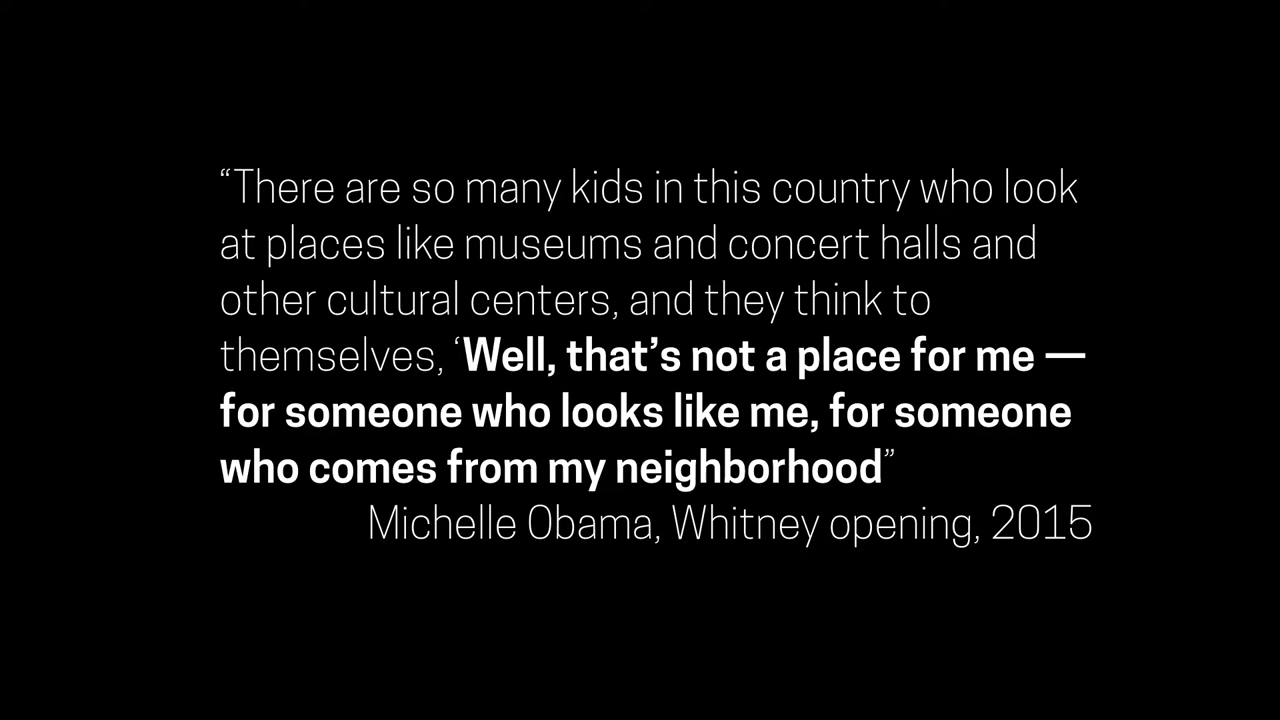 “There are so many kids in this country who look
at places like museums and concert halls and
other cultural centers, and they think to
themselves, ‘Well, that’s not a place for me —
for someone who looks like me, for someone
who comes from my neighborhood”
Michelle Obama, Whitney opening, 2015